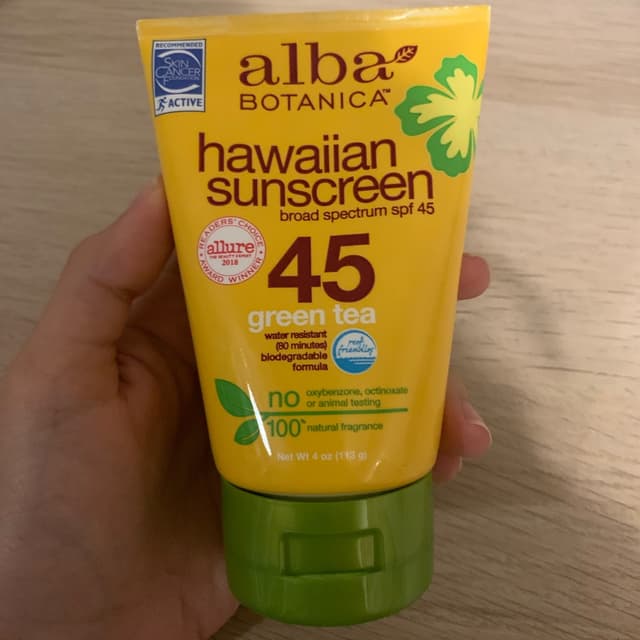 RECOMMENDED
SKIN
CANCER
FOUNDATION
ACTIVE
alba
BOTANICA™
hawaiian
sunscreen
broad spectrum spf 45
READERS' CHOICE
allure
THE BEAUTY EXPERT
2018
AWARD WINNER
45
green tea
water resistant
(80 minutes)
biodegradable
formula
reef
friendly
no oxybenzone, octinoxate
or animal testing
100% natural fragrance
Net Wt 4 oz (113 g)